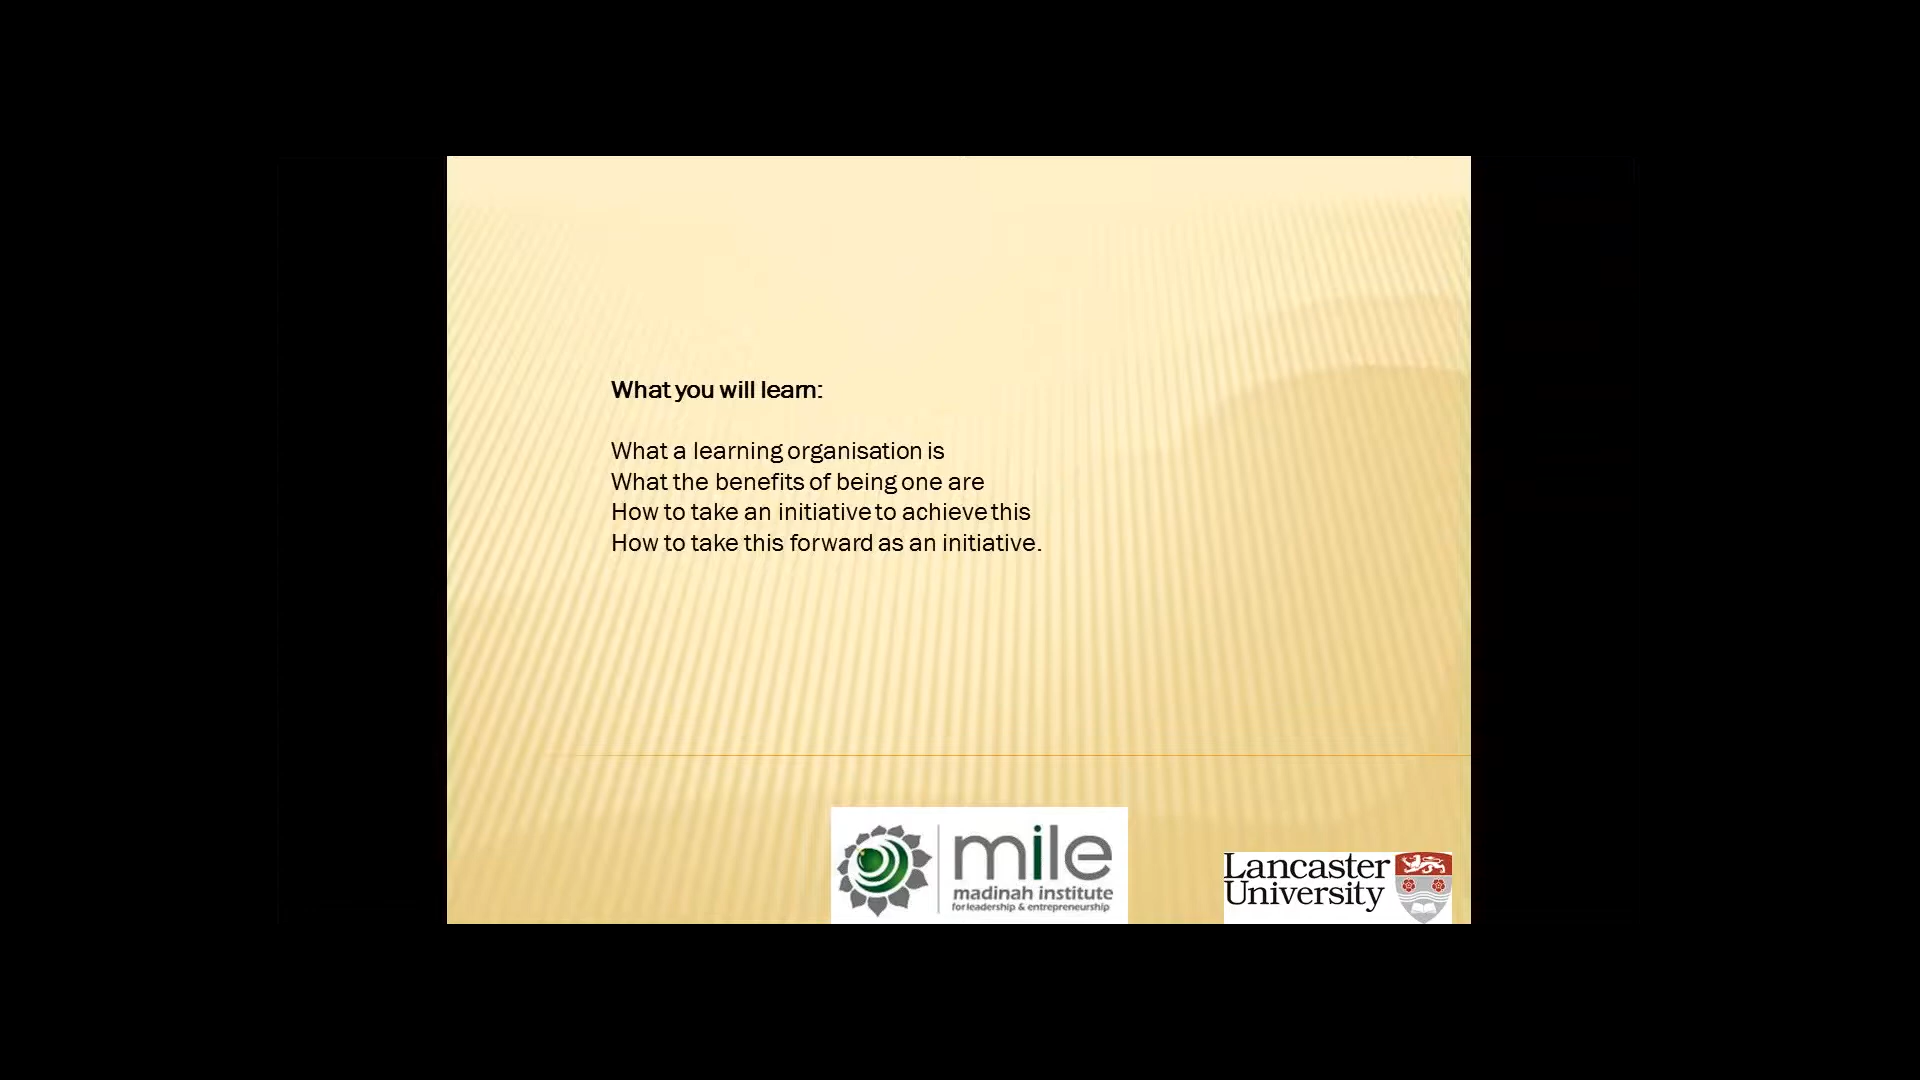 What you will learn:
What a learning organisation is
What the benefits of being one are
How to take an initiative to achieve this
How to take this forward as an initiative.
mile
madinah institute
for leadership & entrepreneurship
Lancaster
University